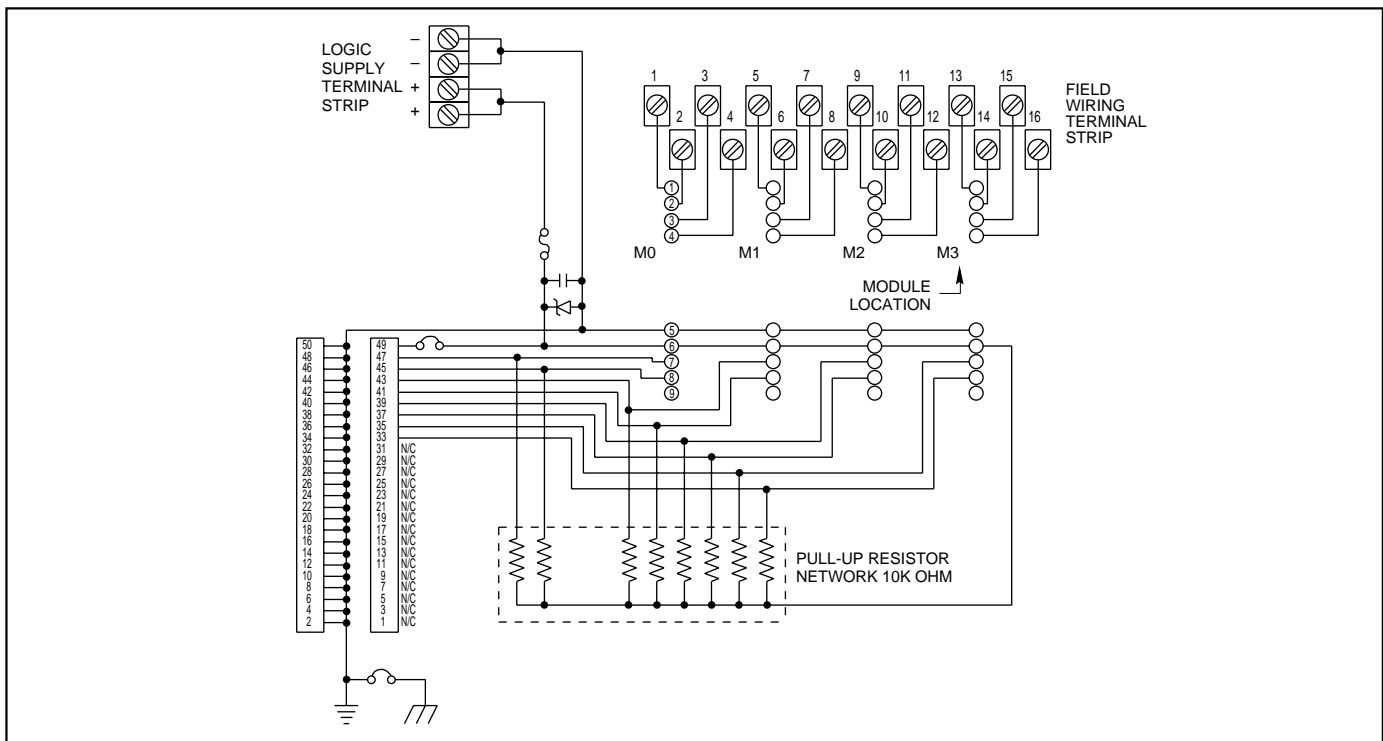 LOGIC
SUPPLY
TERMINAL
STRIP
–
–
+
+
1 3 5 7 9 11 13 15
2 4 6 8 10 12 14 16
FIELD
WIRING
TERMINAL
STRIP
1
2
3
4
M0 M1 M2 M3
MODULE
LOCATION
5
6
7
8
9
50 49
48 47
46 45
44 43
42 41
40 39
38 37
36 35
34 33
32 31 N/C
30 29 N/C
28 27 N/C
26 25 N/C
24 23 N/C
22 21 N/C
20 19 N/C
18 17 N/C
16 15 N/C
14 13 N/C
12 11 N/C
10 9 N/C
8 7 N/C
6 5 N/C
4 3 N/C
2 1 N/C
PULL-UP RESISTOR
NETWORK 10K OHM